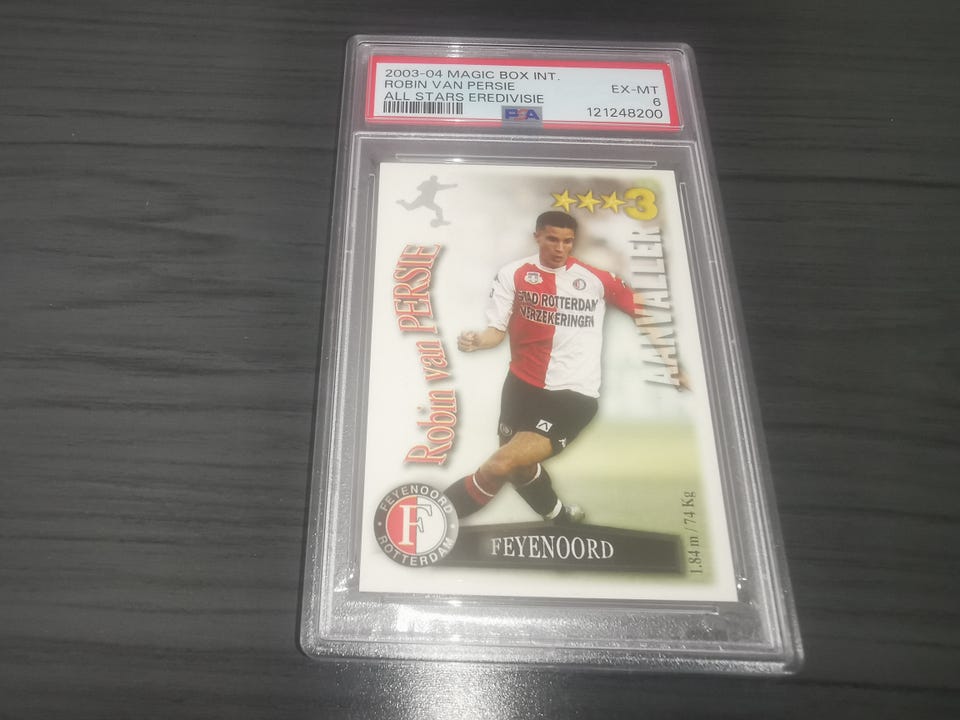 2003-04 MAGIC BOX INT.
ROBIN VAN PERSIE
ALL STARS EREDIVISIE
EX-MT
6
121248200
PSA
3
AANVALLER
Robin van PERSIE
STAD ROTTERDAM
VERZEKERINGEN
FEYENOORD
F
ROTTERDAM
FEYENOORD
1.84 m / 74 Kg